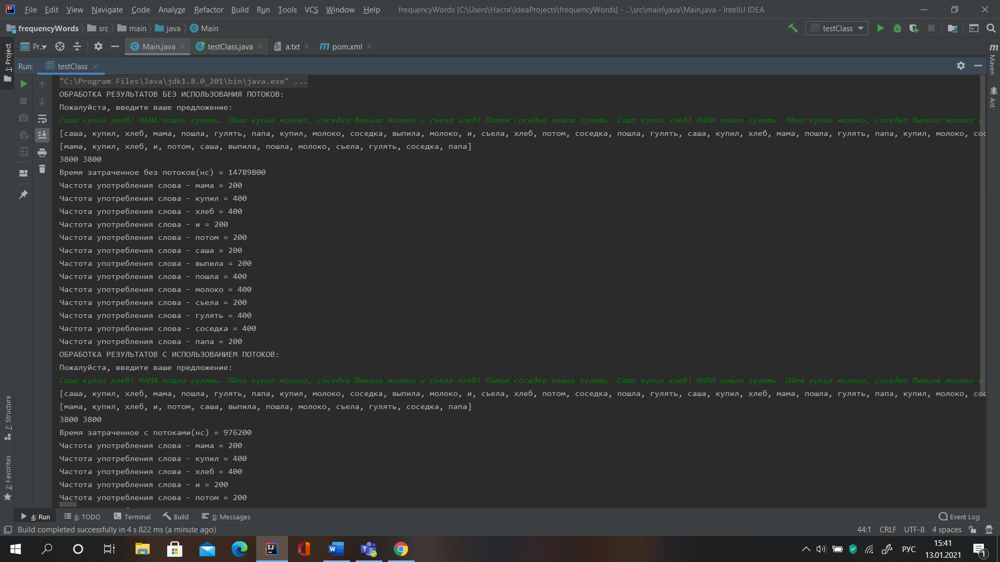 File Edit View Navigate Code Analyze Refactor Build Run Tools VCS Window Help frequencyWords [C:\Users\Настя\IdeaProjects\frequencyWords] - ...\src\main\java\Main.java - IntelliJ IDEA
frequencyWords src main java Main testClass
1: Project
Pr... Main.java testClass.java a.txt pom.xml
Maven
Ant
Run: testClass
"C:\Program Files\Java\jdk1.8.0_201\bin\java.exe" ...
ОБРАБОТКА РЕЗУЛЬТАТОВ БЕЗ ИСПОЛЬЗОВАНИЯ ПОТОКОВ:
Пожалуйста, введите ваше предложение:
Саша купил хлеб! МАМА пошла гулять. ПАпа купил молоко, соседка выпила молоко и съела хлеб! Потом соседка пошла гулять. Саша купил хлеб! МАМА пошла гулять. ПАпа купил молоко, соседка выпила молоко и
[саша, купил, хлеб, мама, пошла, гулять, папа, купил, молоко, соседка, выпила, молоко, и, съела, хлеб, потом, соседка, пошла, гулять, саша, купил, хлеб, мама, пошла, гулять, папа, купил, молоко, сос
[мама, купил, хлеб, и, потом, саша, выпила, пошла, молоко, съела, гулять, соседка, папа]
3800 3800
Время затраченное без потоков(нс) = 14789800
Частота употребления слова - мама = 200
Частота употребления слова - купил = 400
Частота употребления слова - хлеб = 400
Частота употребления слова - и = 200
Частота употребления слова - потом = 200
Частота употребления слова - саша = 200
Частота употребления слова - выпила = 200
Частота употребления слова - пошла = 400
Частота употребления слова - молоко = 400
Частота употребления слова - съела = 200
Частота употребления слова - гулять = 400
Частота употребления слова - соседка = 400
Частота употребления слова - папа = 200
ОБРАБОТКА РЕЗУЛЬТАТОВ С ИСПОЛЬЗОВАНИЕМ ПОТОКОВ:
Пожалуйста, введите ваше предложение:
Саша купил хлеб! МАМА пошла гулять. ПАпа купил молоко, соседка выпила молоко и съела хлеб! Потом соседка пошла гулять. Саша купил хлеб! МАМА пошла гулять. ПАпа купил молоко, соседка выпила молоко и
[саша, купил, хлеб, мама, пошла, гулять, папа, купил, молоко, соседка, выпила, молоко, и, съела, хлеб, потом, соседка, пошла, гулять, саша, купил, хлеб, мама, пошла, гулять, папа, купил, молоко, сос
[мама, купил, хлеб, и, потом, саша, выпила, пошла, молоко, съела, гулять, соседка, папа]
3800 3800
Время затраченное с потоками(нс) = 976200
Частота употребления слова - мама = 200
Частота употребления слова - купил = 400
Частота употребления слова - хлеб = 400
Частота употребления слова - и = 200
Частота употребления слова - потом = 200
7: Structure
2: Favorites
4: Run 6: TODO Terminal Build 0: Messages Event Log
Build completed successfully in 4 s 822 ms (a minute ago) 44:1 CRLF UTF-8 4 spaces
РУС 15:41
13.01.2021
1